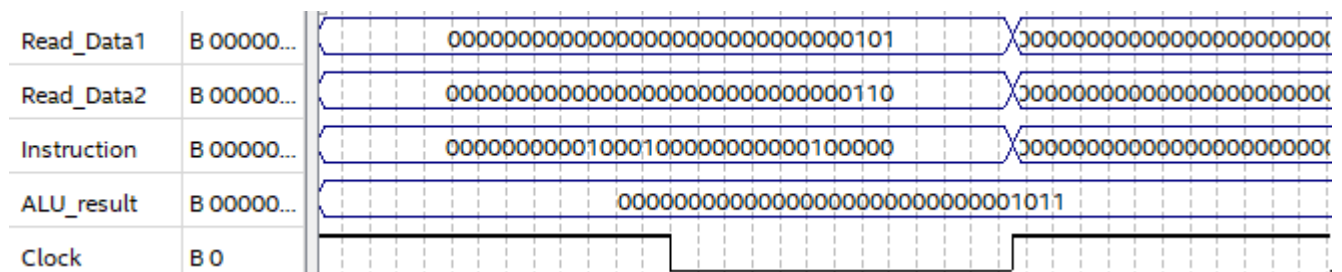 Read_Data1 B 00000... 00000000000000000000000000000101
Read_Data2 B 00000... 00000000000000000000000000000110
Instruction B 00000... 00000000001000100000000000100000
ALU_result B 00000... 00000000000000000000000000001011
Clock B 0